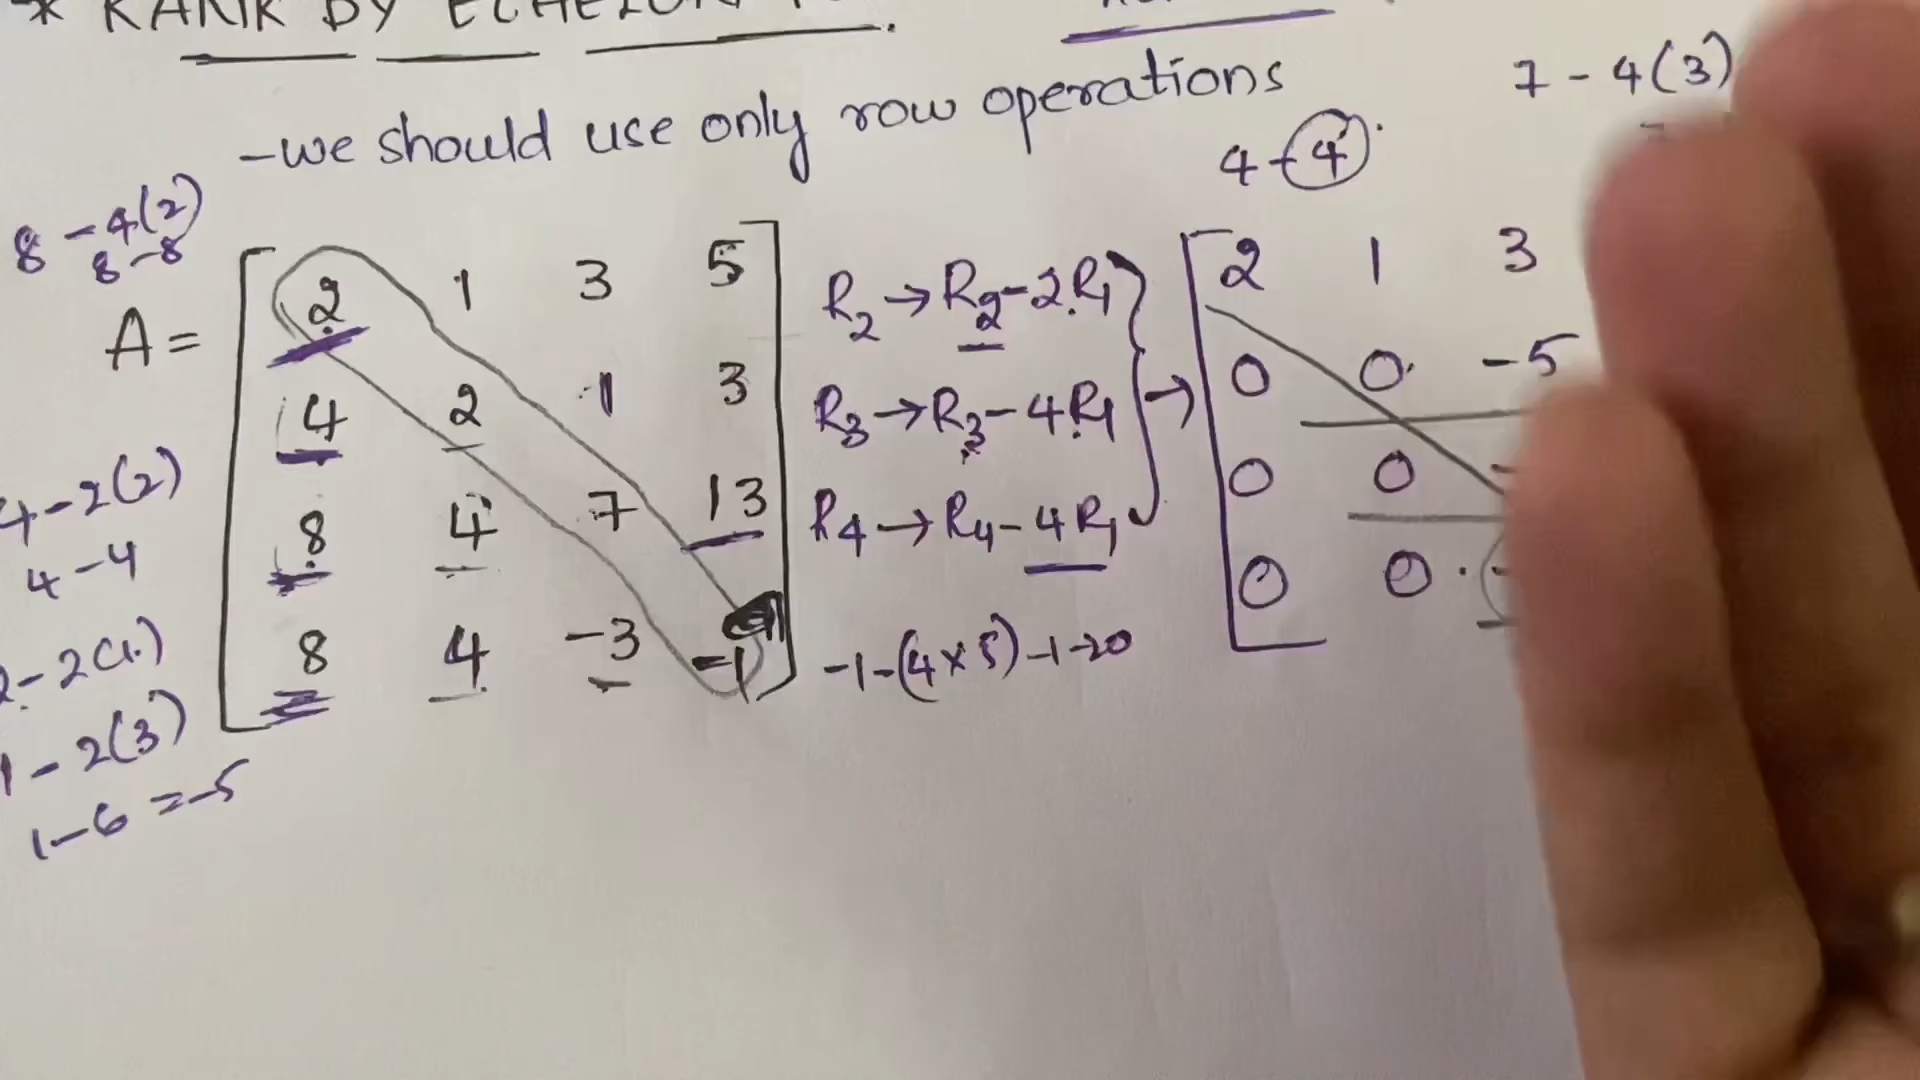 * RANK BY ECHELON
-we should use only row operations
7 - 4(3)
4 - 4
8 - 4(2)
8 - 8
A =
2 1 3 5
4 2 1 3
8 4 7 13
8 4 -3 -1
R2 → R2 - 2R1
R3 → R3 - 4R1
R4 → R4 - 4R1
→
2 1 3
0 0 -5
0 0
0 0
-1-(4×5) -1-20
4-2(2)
4-4
2-2(1)
1-2(3)
1-6 = -5